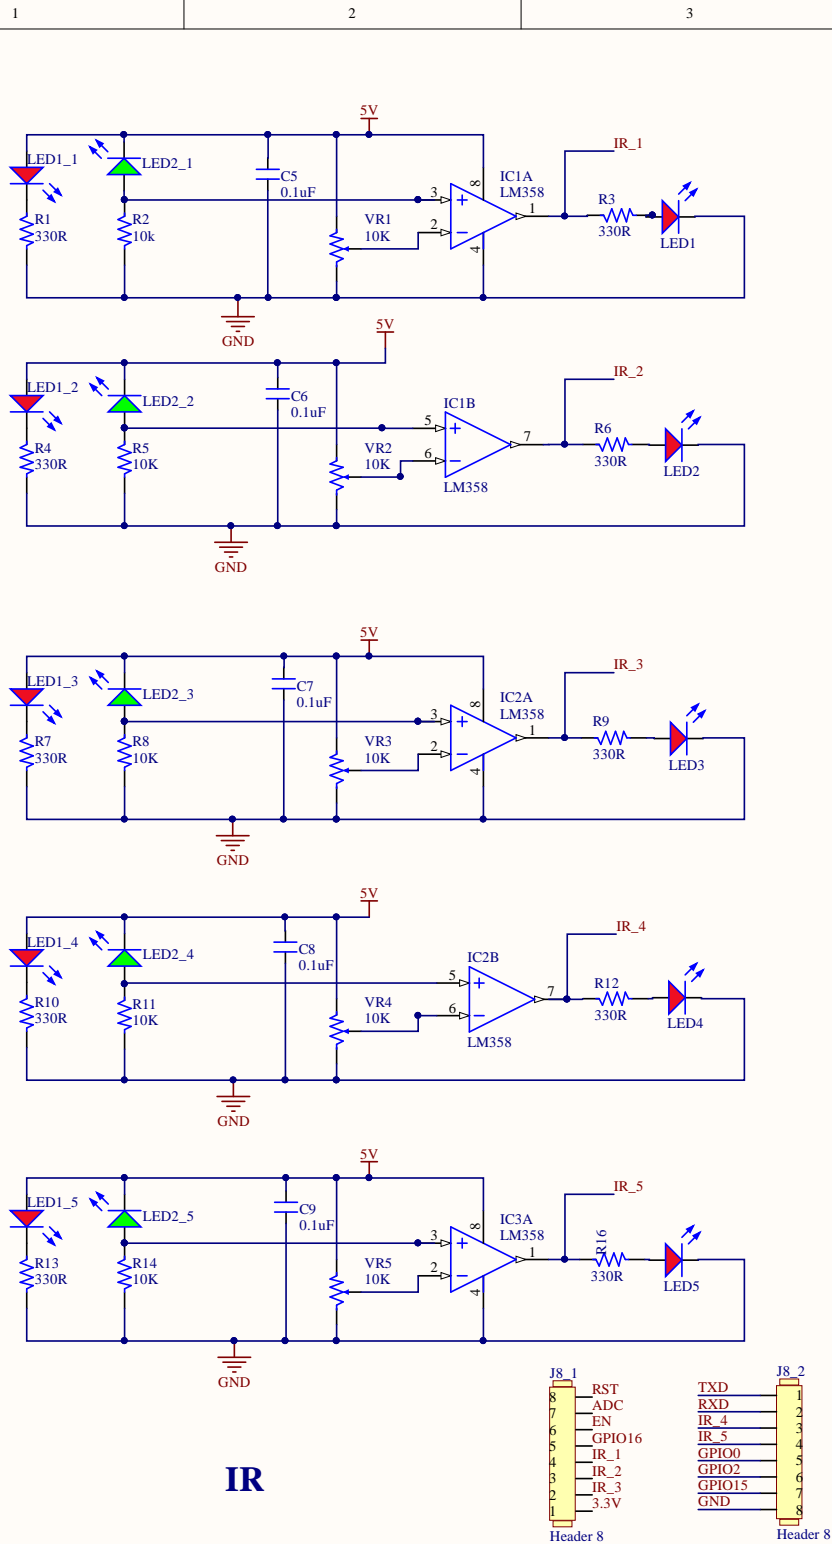 1 2 3
5V
IR_1
LED1_1 LED2_1 C5 0.1uF 8 IC1A LM358
R1 330R R2 10k VR1 10K 3 2 1 4 R3 330R LED1
GND
5V
IR_2
LED1_2 LED2_2 C6 0.1uF IC1B
R4 330R R5 10K VR2 10K 5 6 7 LM358 R6 330R LED2
GND
5V
IR_3
LED1_3 LED2_3 C7 0.1uF 8 IC2A LM358
R7 330R R8 10K VR3 10K 3 2 1 4 R9 330R LED3
GND
5V
IR_4
LED1_4 LED2_4 C8 0.1uF IC2B
R10 330R R11 10K VR4 10K 5 6 7 LM358 R12 330R LED4
GND
5V
IR_5
LED1_5 LED2_5 C9 0.1uF 8 IC3A LM358
R13 330R R14 10K VR5 10K 3 2 1 4 R16 330R LED5
GND
IR
J8_1
8 RST
7 ADC
6 EN
5 GPIO16
4 IR_1
3 IR_2
2 IR_3
1 3.3V
Header 8
J8_2
TXD 1
RXD 2
IR_4 3
IR_5 4
GPIO0 5
GPIO2 6
GPIO15 7
GND 8
Header 8